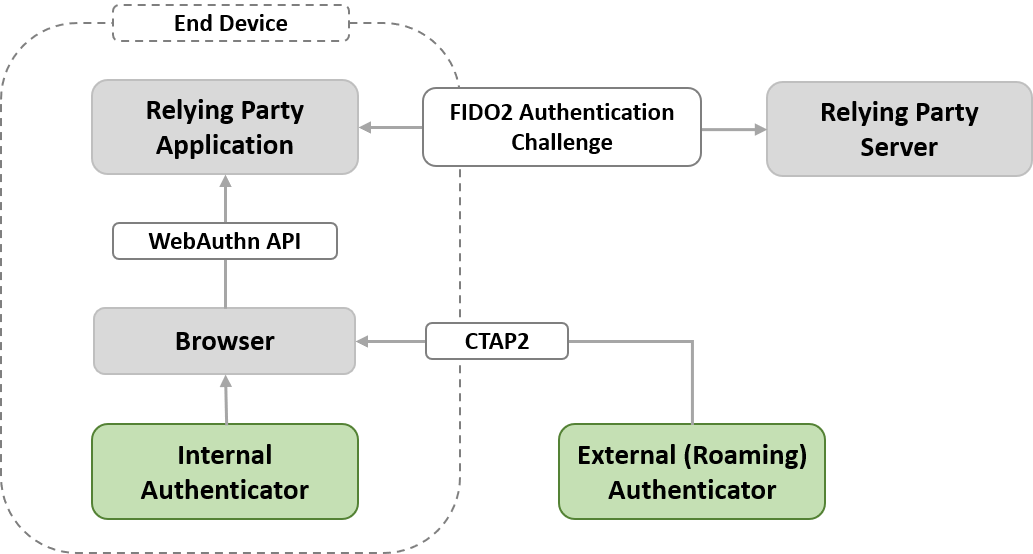 End Device
Relying Party
Application
FIDO2 Authentication
Challenge
Relying Party
Server
WebAuthn API
Browser
CTAP2
Internal
Authenticator
External (Roaming)
Authenticator